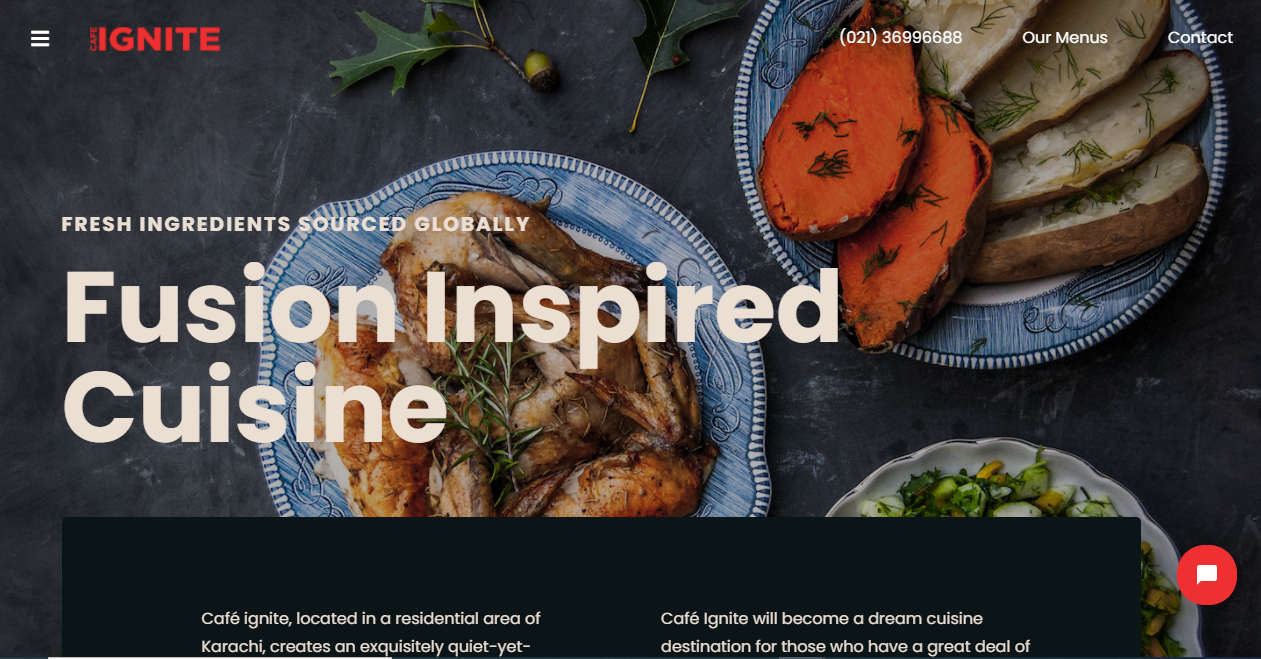 CAFE IGNITE
(021) 36996688
Our Menus
Contact
FRESH INGREDIENTS SOURCED GLOBALLY
Fusion Inspired
Cuisine
Café ignite, located in a residential area of
Karachi, creates an exquisitely quiet-yet-
Café Ignite will become a dream cuisine
destination for those who have a great deal of